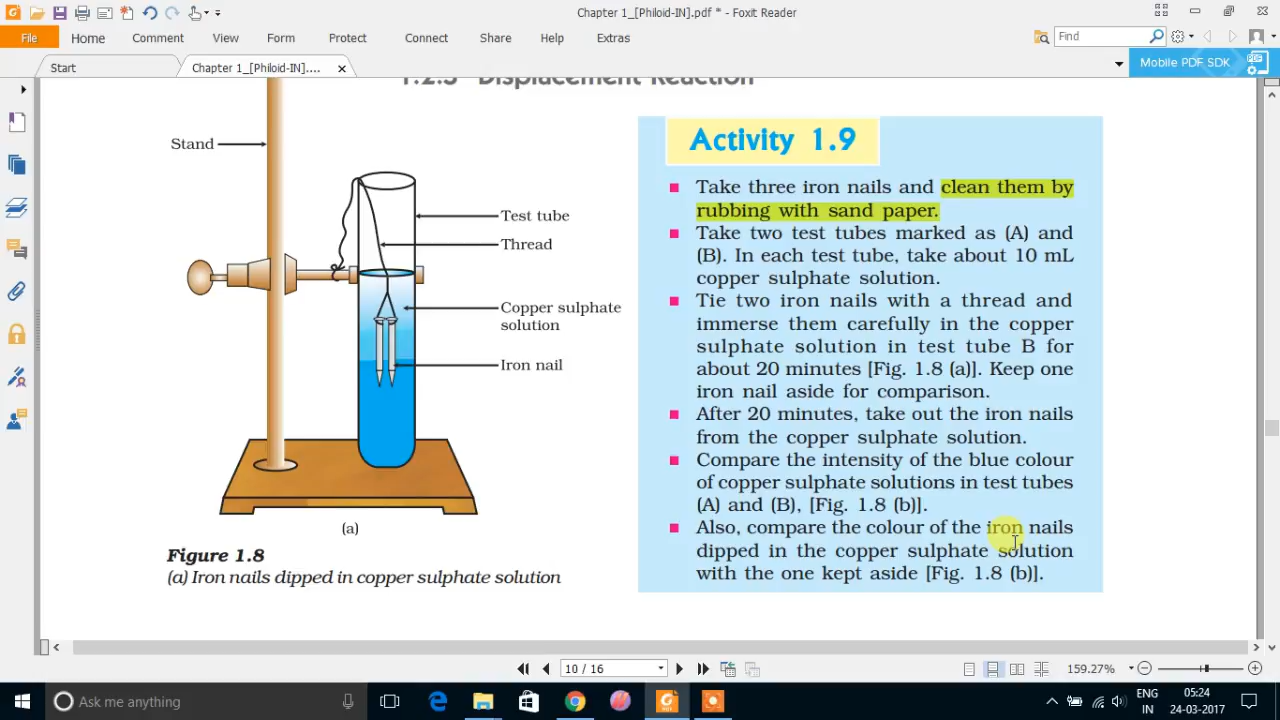 Chapter 1_[Philoid-IN].pdf * - Foxit Reader
File Home Comment View Form Protect Connect Share Help Extras
Find
Start
Chapter 1_[Philoid-IN]....
Mobile PDF SDK
1.2.3 Displacement Reaction
Stand
Test tube
Thread
Copper sulphate
solution
Iron nail
(a)
Figure 1.8
(a) Iron nails dipped in copper sulphate solution
Activity 1.9
Take three iron nails and clean them by
rubbing with sand paper.
Take two test tubes marked as (A) and
(B). In each test tube, take about 10 mL
copper sulphate solution.
Tie two iron nails with a thread and
immerse them carefully in the copper
sulphate solution in test tube B for
about 20 minutes [Fig. 1.8 (a)]. Keep one
iron nail aside for comparison.
After 20 minutes, take out the iron nails
from the copper sulphate solution.
Compare the intensity of the blue colour
of copper sulphate solutions in test tubes
(A) and (B), [Fig. 1.8 (b)].
Also, compare the colour of the iron nails
dipped in the copper sulphate solution
with the one kept aside [Fig. 1.8 (b)].
10 / 16
159.27%
Ask me anything
ENG
IN
05:24
24-03-2017